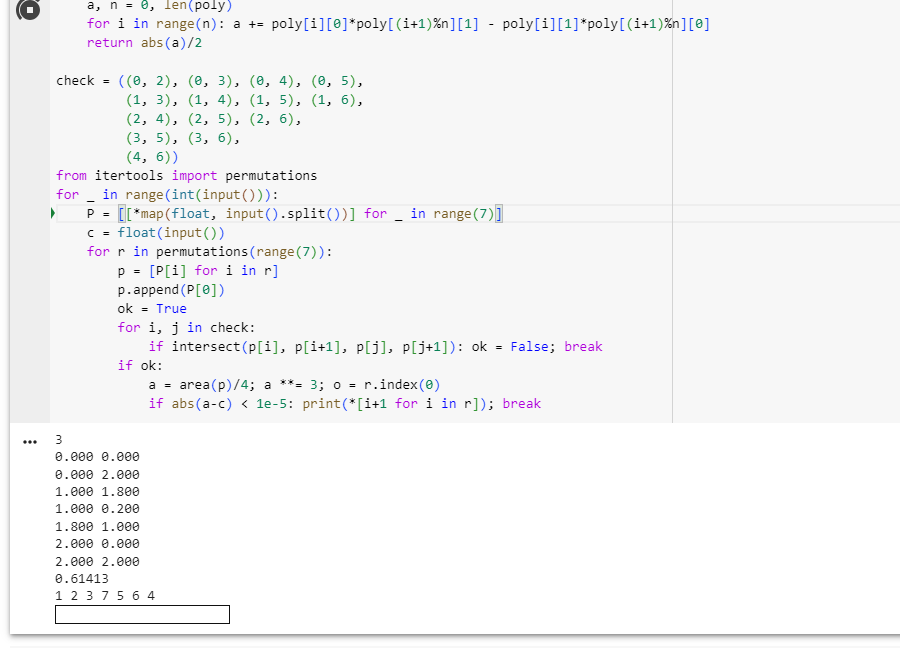 a, n = 0, len(poly)
for i in range(n): a += poly[i][0]*poly[(i+1)%n][1] - poly[i][1]*poly[(i+1)%n][0]
return abs(a)/2
check = ((0, 2), (0, 3), (0, 4), (0, 5),
(1, 3), (1, 4), (1, 5), (1, 6),
(2, 4), (2, 5), (2, 6),
(3, 5), (3, 6),
(4, 6))
from itertools import permutations
for _ in range(int(input())):
P = [[*map(float, input().split())] for _ in range(7)]
c = float(input())
for r in permutations(range(7)):
p = [P[i] for i in r]
p.append(P[0])
ok = True
for i, j in check:
if intersect(p[i], p[i+1], p[j], p[j+1]): ok = False; break
if ok:
a = area(p)/4; a **= 3; o = r.index(0)
if abs(a-c) < 1e-5: print(*[i+1 for i in r]); break
3
0.000 0.000
0.000 2.000
1.000 1.800
1.000 0.200
1.800 1.000
2.000 0.000
2.000 2.000
0.61413
1 2 3 7 5 6 4